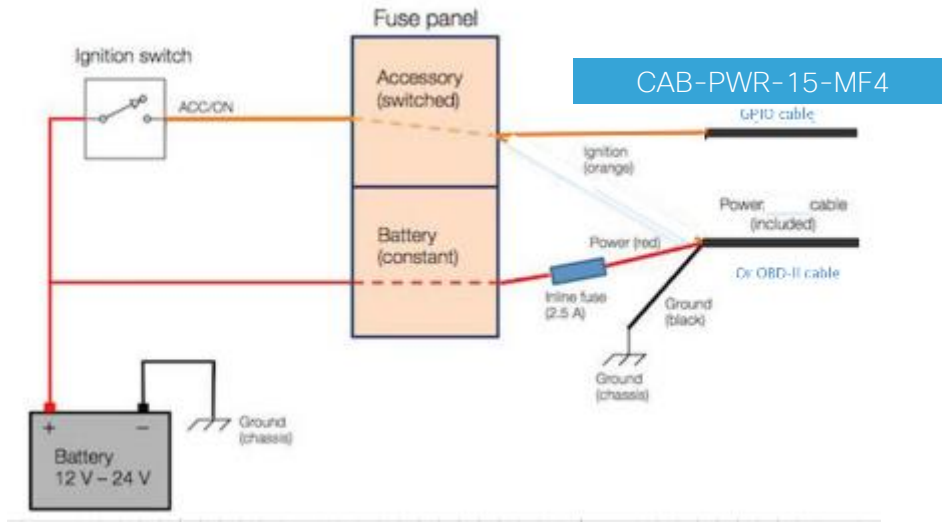 Fuse panel
Ignition switch
ACC/ON
Accessory
(switched)
CAB-PWR-15-MF4
GPIO cable
Ignition
(orange)
Power cable
(included)
Battery
(constant)
Power (red)
Or OBD-II cable
Inline fuse
(2.5 A)
Ground
(black)
Ground
(chassis)
Ground
(chassis)
+ –
Battery
12 V – 24 V